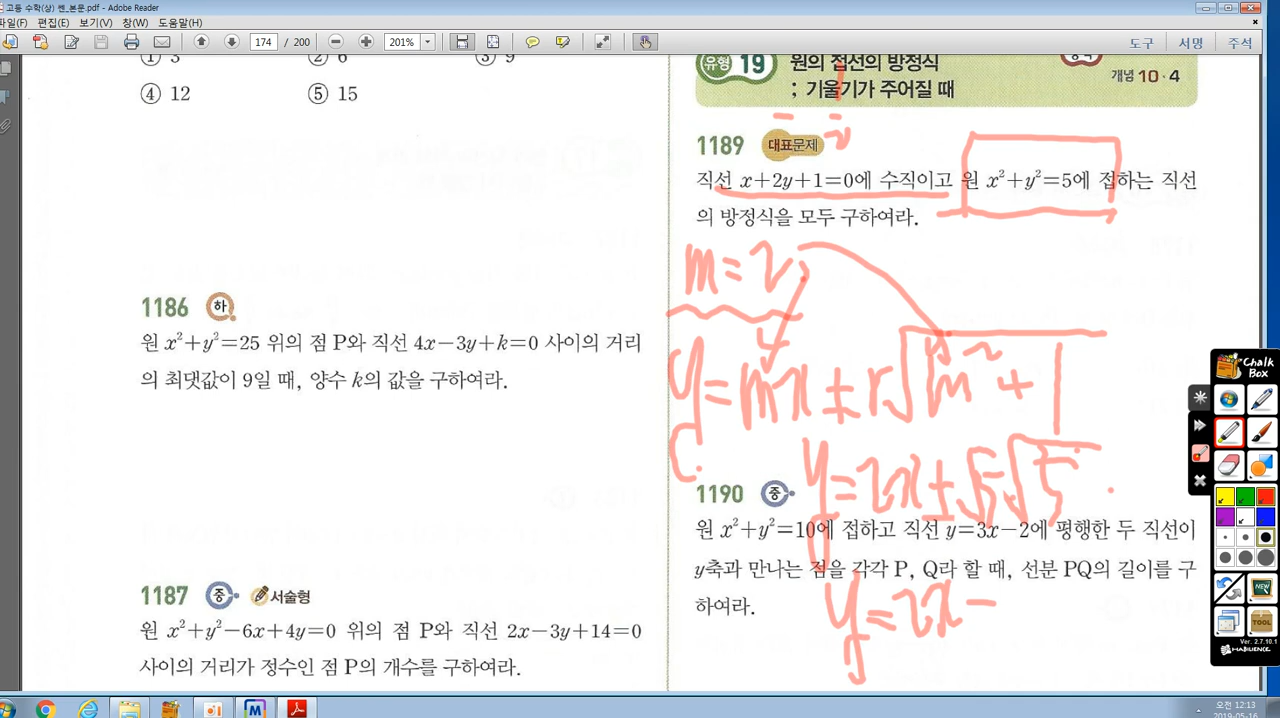 고등 수학(상) 쎈_본문.pdf - Adobe Reader
파일(F) 편집(E) 보기(V) 창(W) 도움말(H)
174 / 200
201%
도구 서명 주석
① 3 ② 6 ③ 9
④ 12 ⑤ 15
1186 하
원 x²+y²=25 위의 점 P와 직선 4x-3y+k=0 사이의 거리
의 최댓값이 9일 때, 양수 k의 값을 구하여라.
1187 중 서술형
원 x²+y²-6x+4y=0 위의 점 P와 직선 2x-3y+14=0
사이의 거리가 정수인 점 P의 개수를 구하여라.
유형 19 원의 접선의 방정식
; 기울기가 주어질 때
개념 10·4
1189 대표문제
직선 x+2y+1=0에 수직이고 원 x²+y²=5에 접하는 직선
의 방정식을 모두 구하여라.
m=2
y=mx±r√m²+1
y=2x±√5√5
1190 중
원 x²+y²=10에 접하고 직선 y=3x-2에 평행한 두 직선이
y축과 만나는 점을 각각 P, Q라 할 때, 선분 PQ의 길이를 구
하여라.
y=2x-
Chalk Box
NEW
TOOL
Ver. 2.7.10.1
MABILIENCE
오전 12:13
2019-05-16